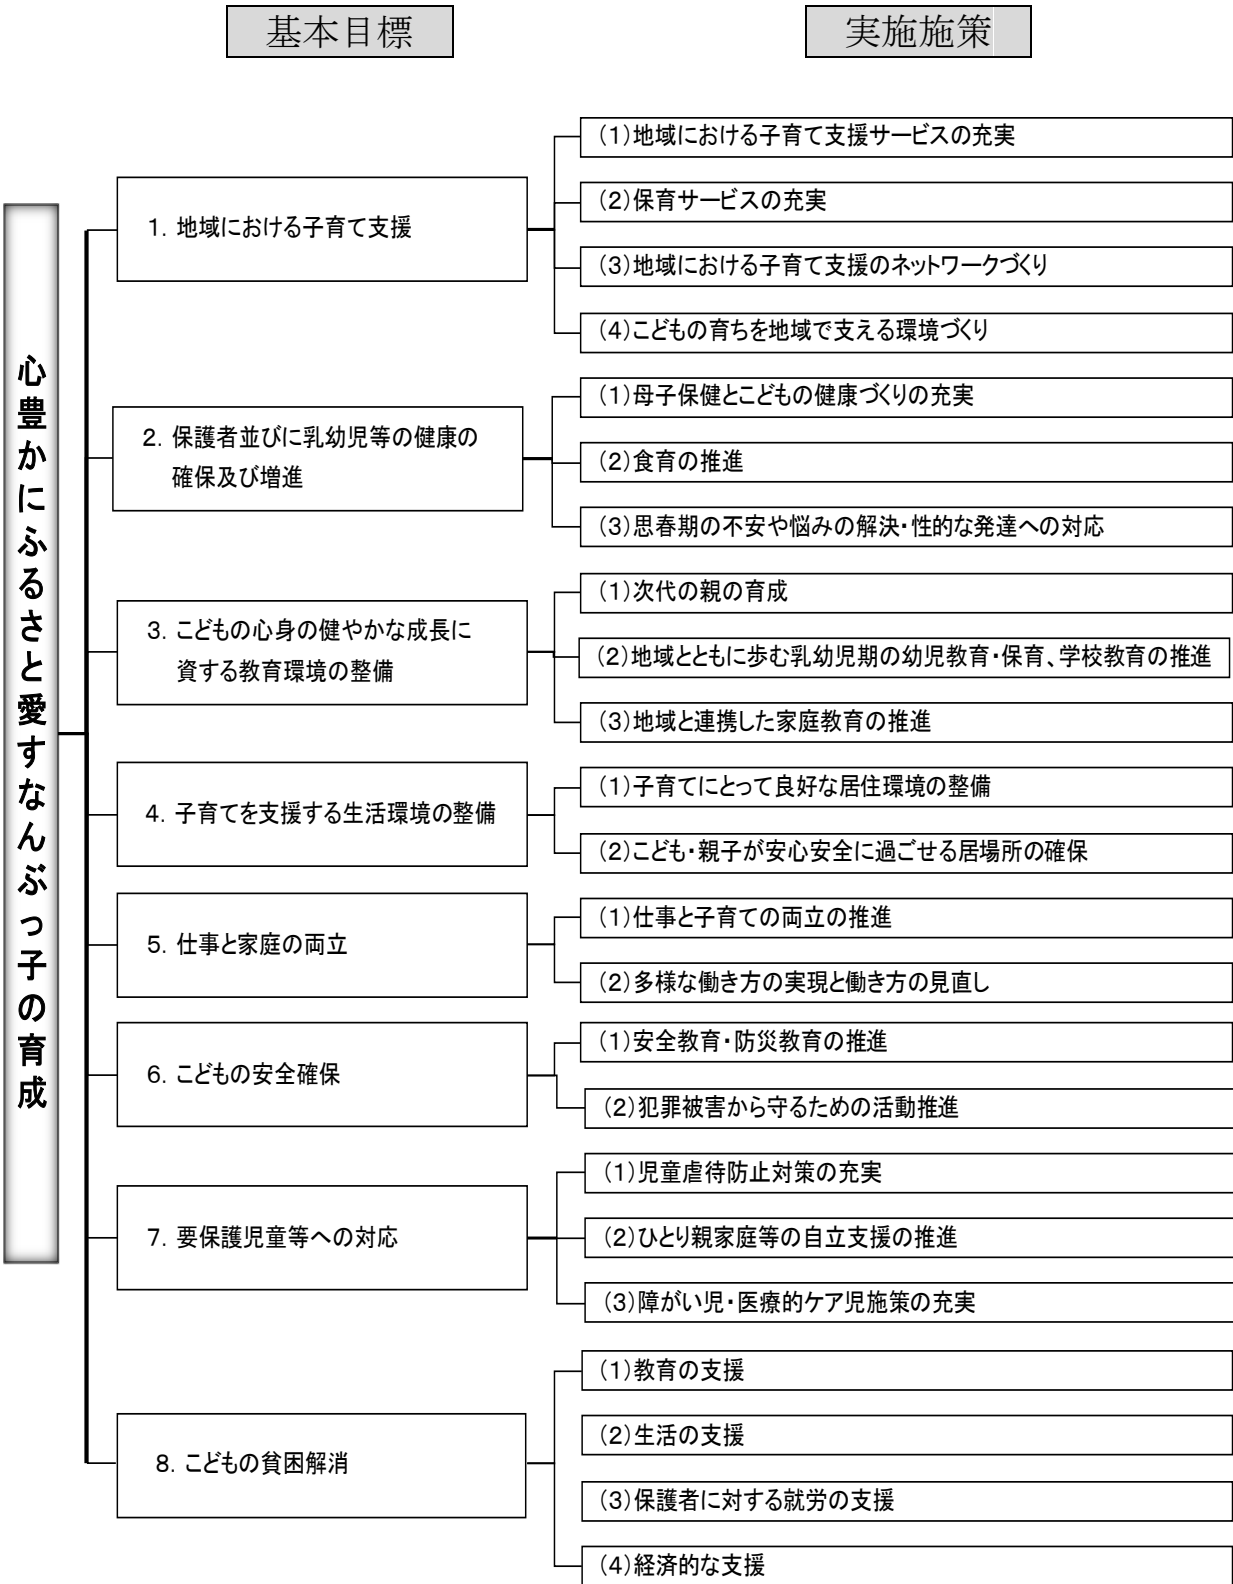 基本目標
実施施策
心豊かにふるさと愛すなんぶっ子の育成
1. 地域における子育て支援
(1)地域における子育て支援サービスの充実
(2)保育サービスの充実
(3)地域における子育て支援のネットワークづくり
(4)こどもの育ちを地域で支える環境づくり
2. 保護者並びに乳幼児等の健康の
確保及び増進
(1)母子保健とこどもの健康づくりの充実
(2)食育の推進
(3)思春期の不安や悩みの解決・性的な発達への対応
3. こどもの心身の健やかな成長に
資する教育環境の整備
(1)次代の親の育成
(2)地域とともに歩む乳幼児期の幼児教育・保育、学校教育の推進
(3)地域と連携した家庭教育の推進
4. 子育てを支援する生活環境の整備
(1)子育てにとって良好な居住環境の整備
(2)こども・親子が安心安全に過ごせる居場所の確保
5. 仕事と家庭の両立
(1)仕事と子育ての両立の推進
(2)多様な働き方の実現と働き方の見直し
6. こどもの安全確保
(1)安全教育・防災教育の推進
(2)犯罪被害から守るための活動推進
7. 要保護児童等への対応
(1)児童虐待防止対策の充実
(2)ひとり親家庭等の自立支援の推進
(3)障がい児・医療的ケア児施策の充実
8. こどもの貧困解消
(1)教育の支援
(2)生活の支援
(3)保護者に対する就労の支援
(4)経済的な支援